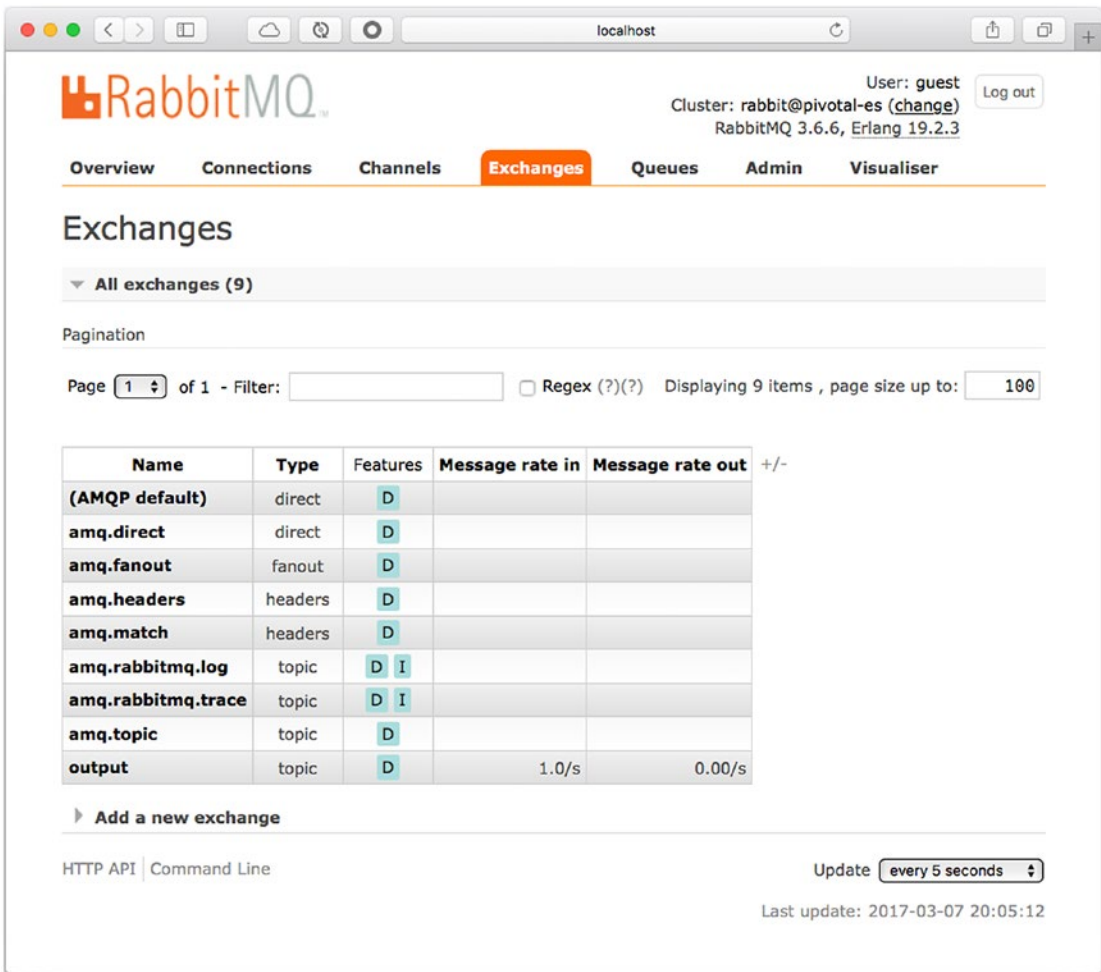 localhost
RabbitMQ
User: guest
Log out
Cluster: rabbit@pivotal-es (change)
RabbitMQ 3.6.6, Erlang 19.2.3
Overview Connections Channels Exchanges Queues Admin Visualiser
Exchanges
All exchanges (9)
Pagination
Page 1 of 1 - Filter: Regex (?)(?) Displaying 9 items , page size up to: 100
Name Type Features Message rate in Message rate out +/-
(AMQP default) direct D
amq.direct direct D
amq.fanout fanout D
amq.headers headers D
amq.match headers D
amq.rabbitmq.log topic D I
amq.rabbitmq.trace topic D I
amq.topic topic D
output topic D 1.0/s 0.00/s
Add a new exchange
HTTP API Command Line Update every 5 seconds
Last update: 2017-03-07 20:05:12